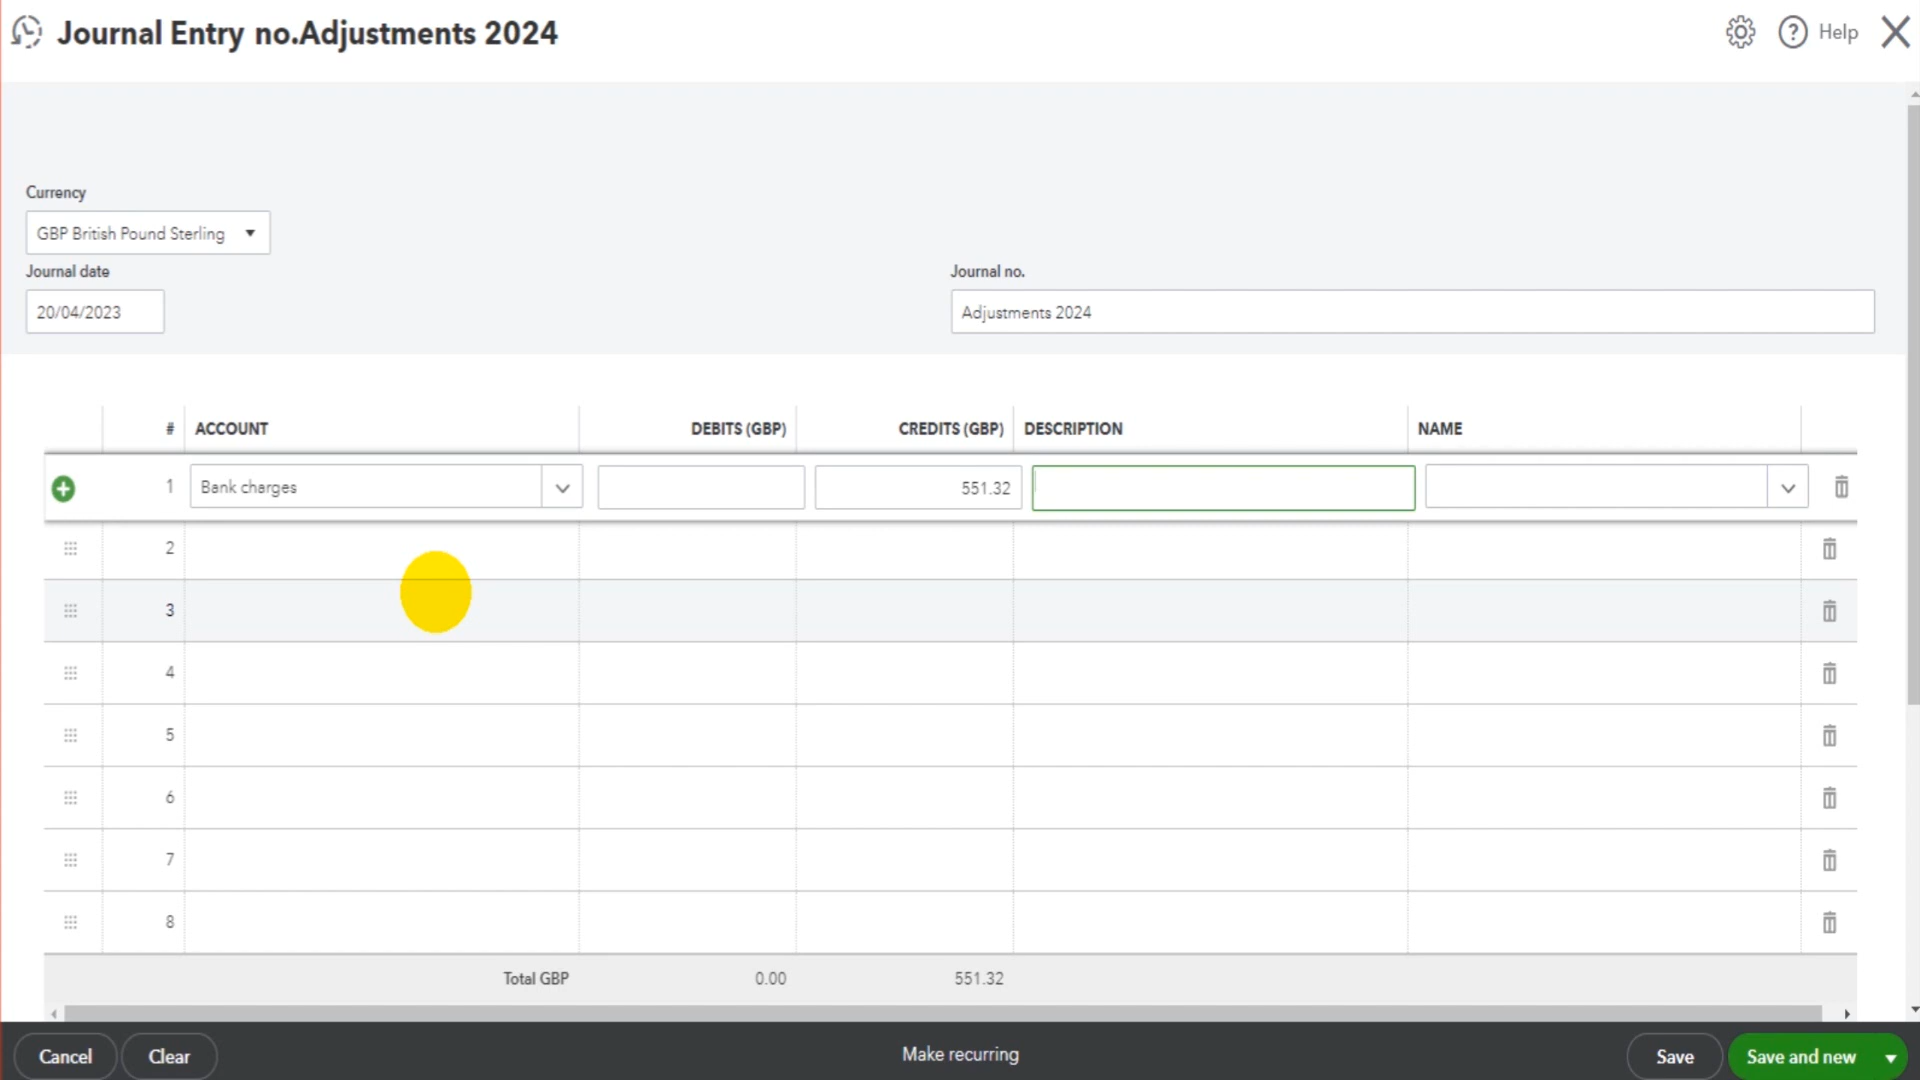 Journal Entry no.Adjustments 2024
? Help
Currency
GBP British Pound Sterling
Journal date
Journal no.
20/04/2023
Adjustments 2024
# ACCOUNT DEBITS (GBP) CREDITS (GBP) DESCRIPTION NAME
1 Bank charges 551.32
2
3
4
5
6
7
8
Total GBP 0.00 551.32
Cancel Clear Make recurring Save Save and new